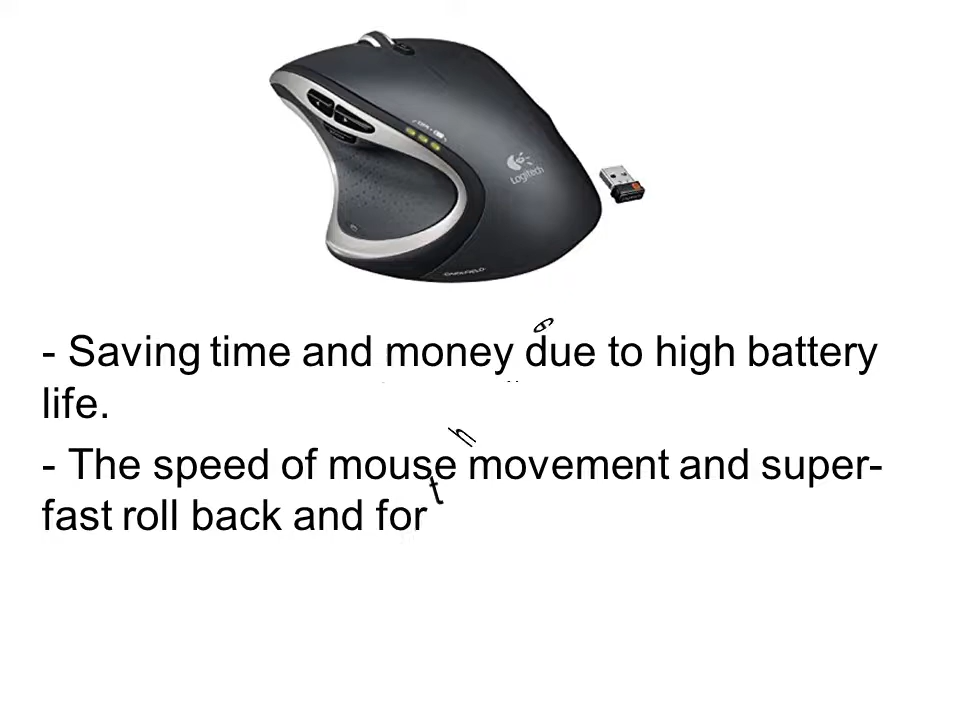 Logitech
- Saving time and money due to high battery
life.
- The speed of mouse movement and super-
fast roll back and for